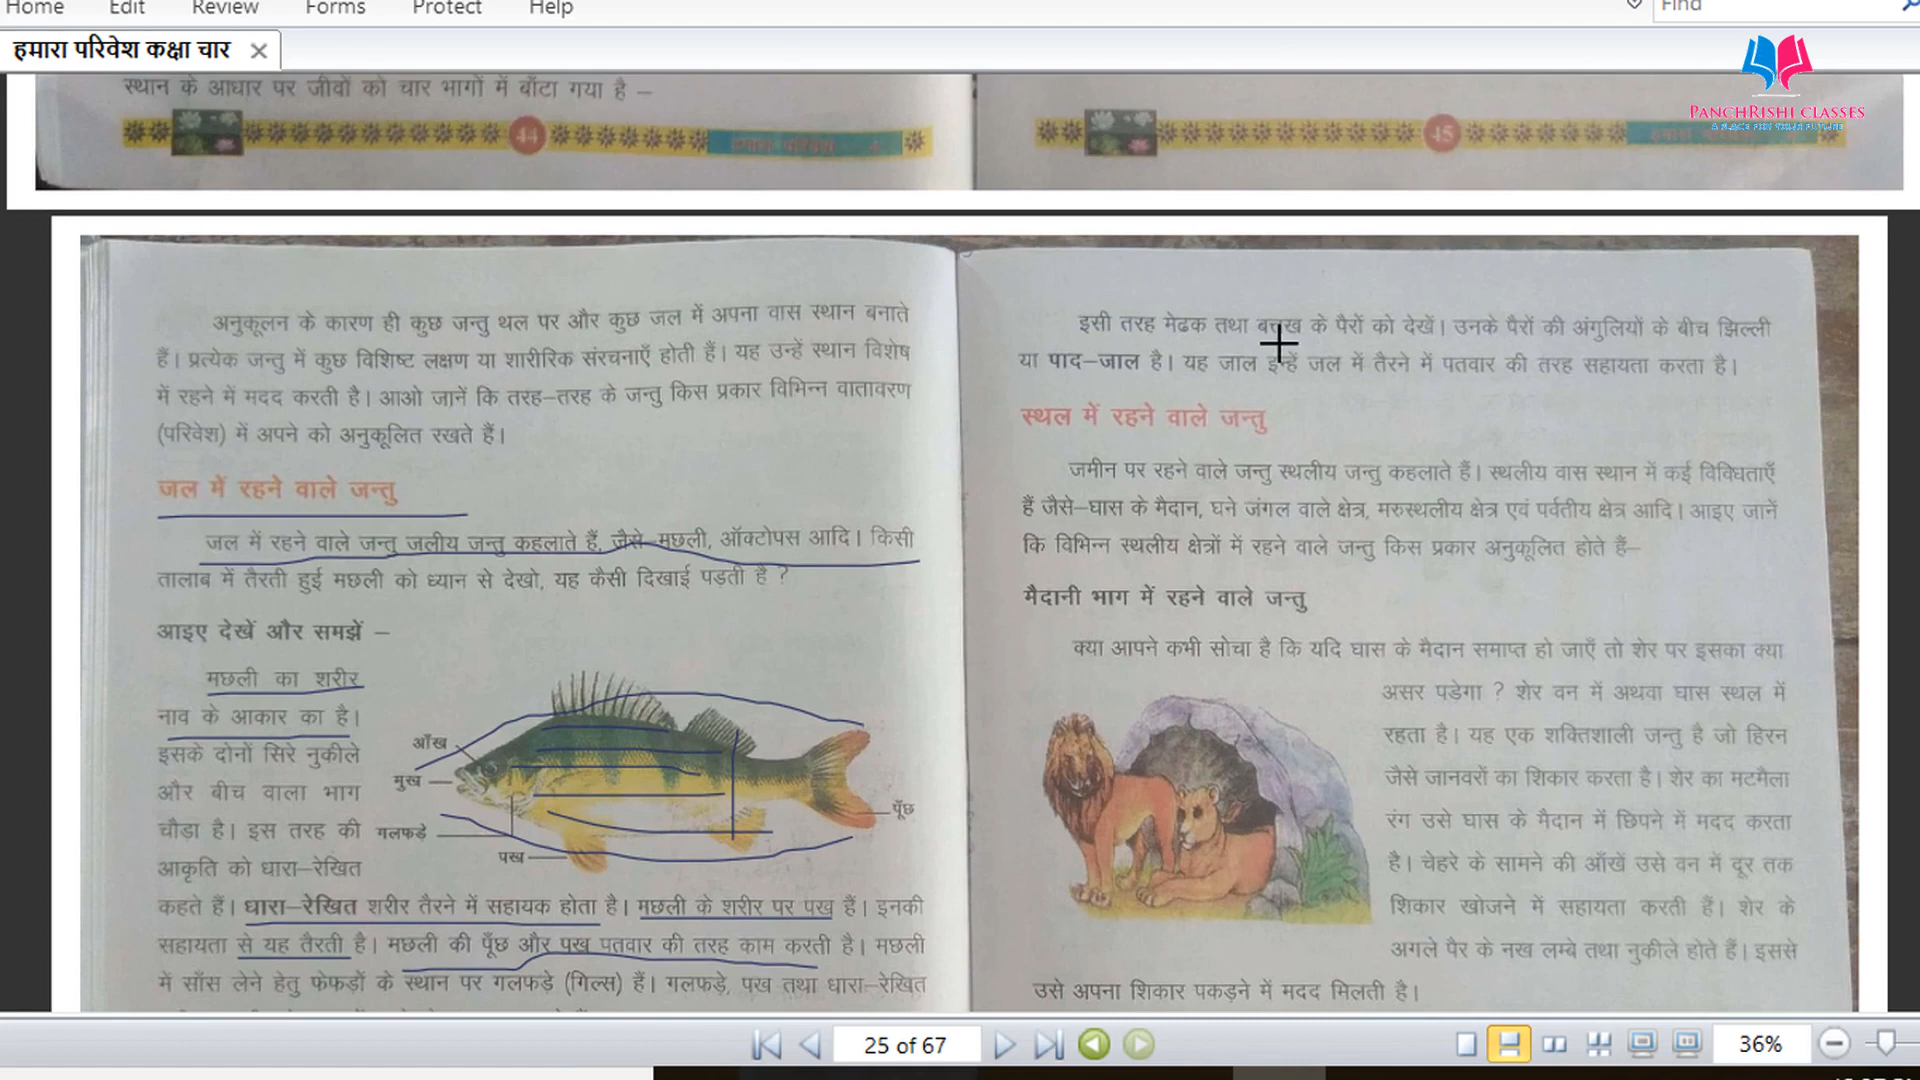 Home Edit Review Forms Protect Help
Find
हमारा परिवेश कक्षा चार
PANCHRISHI CLASSES
A PLACE FOR YOUR FUTURE
स्थान के आधार पर जीवों को चार भागों में बाँटा गया है –
44
हमारा परिवेश – 4
45
अनुकूलन के कारण ही कुछ जन्तु थल पर और कुछ जल में अपना वास स्थान बनाते
हैं। प्रत्येक जन्तु में कुछ विशिष्ट लक्षण या शारीरिक संरचनाएँ होती हैं। यह उन्हें स्थान विशेष
में रहने में मदद करती है। आओ जानें कि तरह–तरह के जन्तु किस प्रकार विभिन्न वातावरण
(परिवेश) में अपने को अनुकूलित रखते हैं।
जल में रहने वाले जन्तु
जल में रहने वाले जन्तु जलीय जन्तु कहलाते हैं, जैसे–मछली, ऑक्टोपस आदि। किसी
तालाब में तैरती हुई मछली को ध्यान से देखो, यह कैसी दिखाई पड़ती है ?
आइए देखें और समझें –
मछली का शरीर
नाव के आकार का है।
इसके दोनों सिरे नुकीले
और बीच वाला भाग
चौड़ा है। इस तरह की
आकृति को धारा–रेखित
आँख
मुख
गलफड़े
पख
पूँछ
कहते हैं। धारा–रेखित शरीर तैरने में सहायक होता है। मछली के शरीर पर पख हैं। इनकी
सहायता से यह तैरती है। मछली की पूँछ और पख पतवार की तरह काम करती है। मछली
में साँस लेने हेतु फेफड़ों के स्थान पर गलफड़े (गिल्स) हैं। गलफड़े, पख तथा धारा–रेखित
इसी तरह मेढक तथा बत्तख के पैरों को देखें। उनके पैरों की अंगुलियों के बीच झिल्ली
या पाद–जाल है। यह जाल इन्हें जल में तैरने में पतवार की तरह सहायता करता है।
स्थल में रहने वाले जन्तु
जमीन पर रहने वाले जन्तु स्थलीय जन्तु कहलाते हैं। स्थलीय वास स्थान में कई विविधताएँ
हैं जैसे–घास के मैदान, घने जंगल वाले क्षेत्र, मरुस्थलीय क्षेत्र एवं पर्वतीय क्षेत्र आदि। आइए जानें
कि विभिन्न स्थलीय क्षेत्रों में रहने वाले जन्तु किस प्रकार अनुकूलित होते हैं–
मैदानी भाग में रहने वाले जन्तु
क्या आपने कभी सोचा है कि यदि घास के मैदान समाप्त हो जाएँ तो शेर पर इसका क्या
असर पड़ेगा ? शेर वन में अथवा घास स्थल में
रहता है। यह एक शक्तिशाली जन्तु है जो हिरन
जैसे जानवरों का शिकार करता है। शेर का मटमैला
रंग उसे घास के मैदान में छिपने में मदद करता
है। चेहरे के सामने की आँखें उसे वन में दूर तक
शिकार खोजने में सहायता करती हैं। शेर के
अगले पैर के नख लम्बे तथा नुकीले होते हैं। इससे
उसे अपना शिकार पकड़ने में मदद मिलती है।
25 of 67
36%